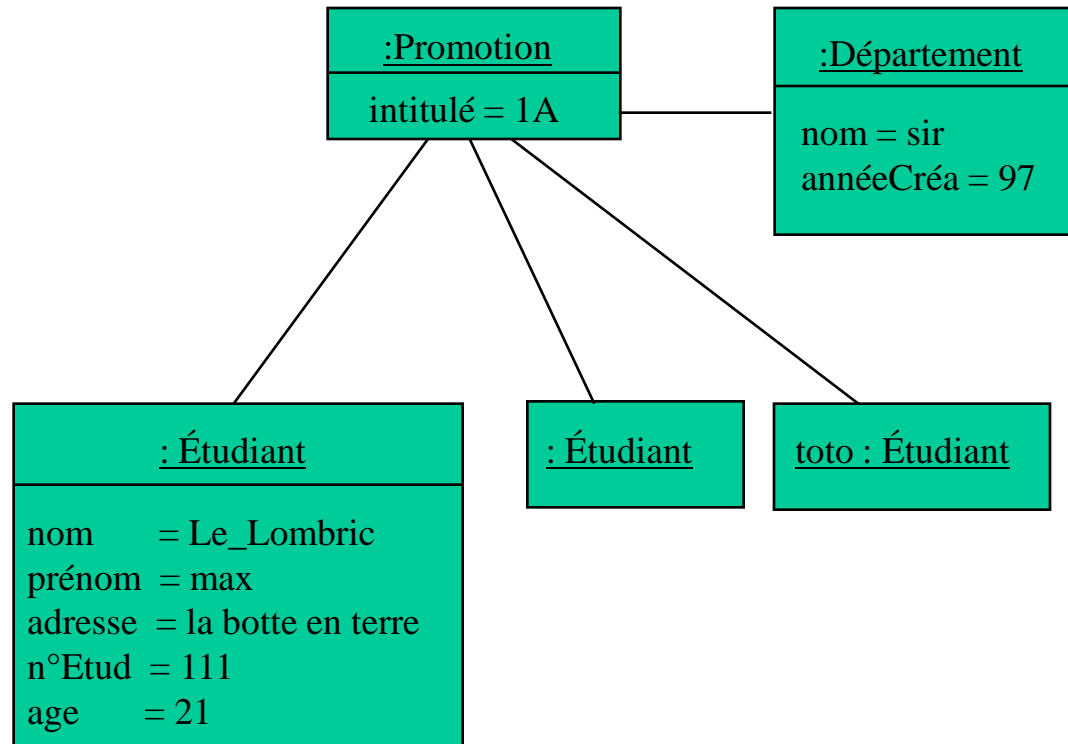 :Promotion
intitulé = 1A
:Département
nom = sir
annéeCréa = 97
: Étudiant
nom = Le_Lombric
prénom = max
adresse = la botte en terre
n°Etud = 111
age = 21
: Étudiant
toto : Étudiant